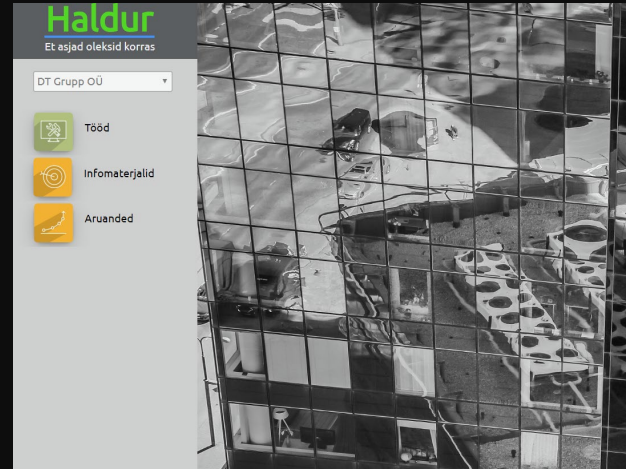 Haldur
Et asjad oleksid korras
DT Grupp OÜ
Tööd
Infomaterjalid
Aruanded